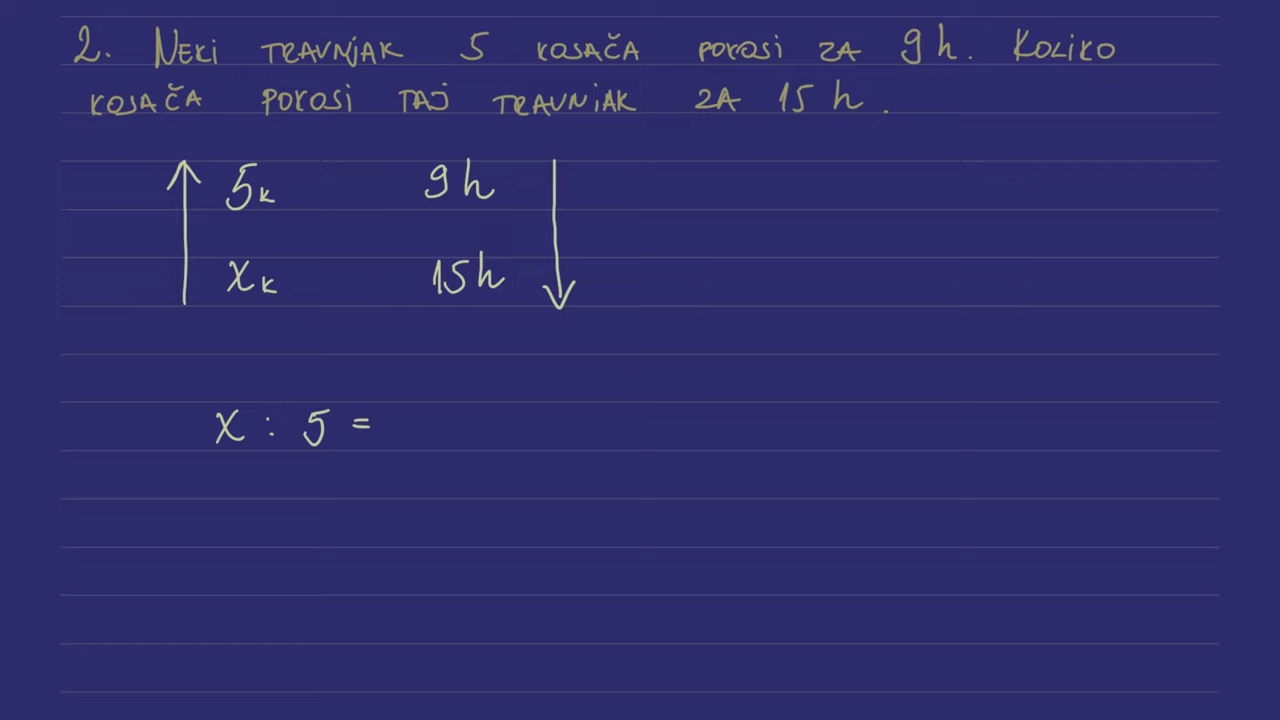 2. NEKI TRAVNJAK 5 KOSAČA POKOSI ZA 9h. KOLIKO
KOSAČA POKOSI TAJ TRAVNJAK ZA 15 h.
5K 9h
XK 15h
X : 5 =